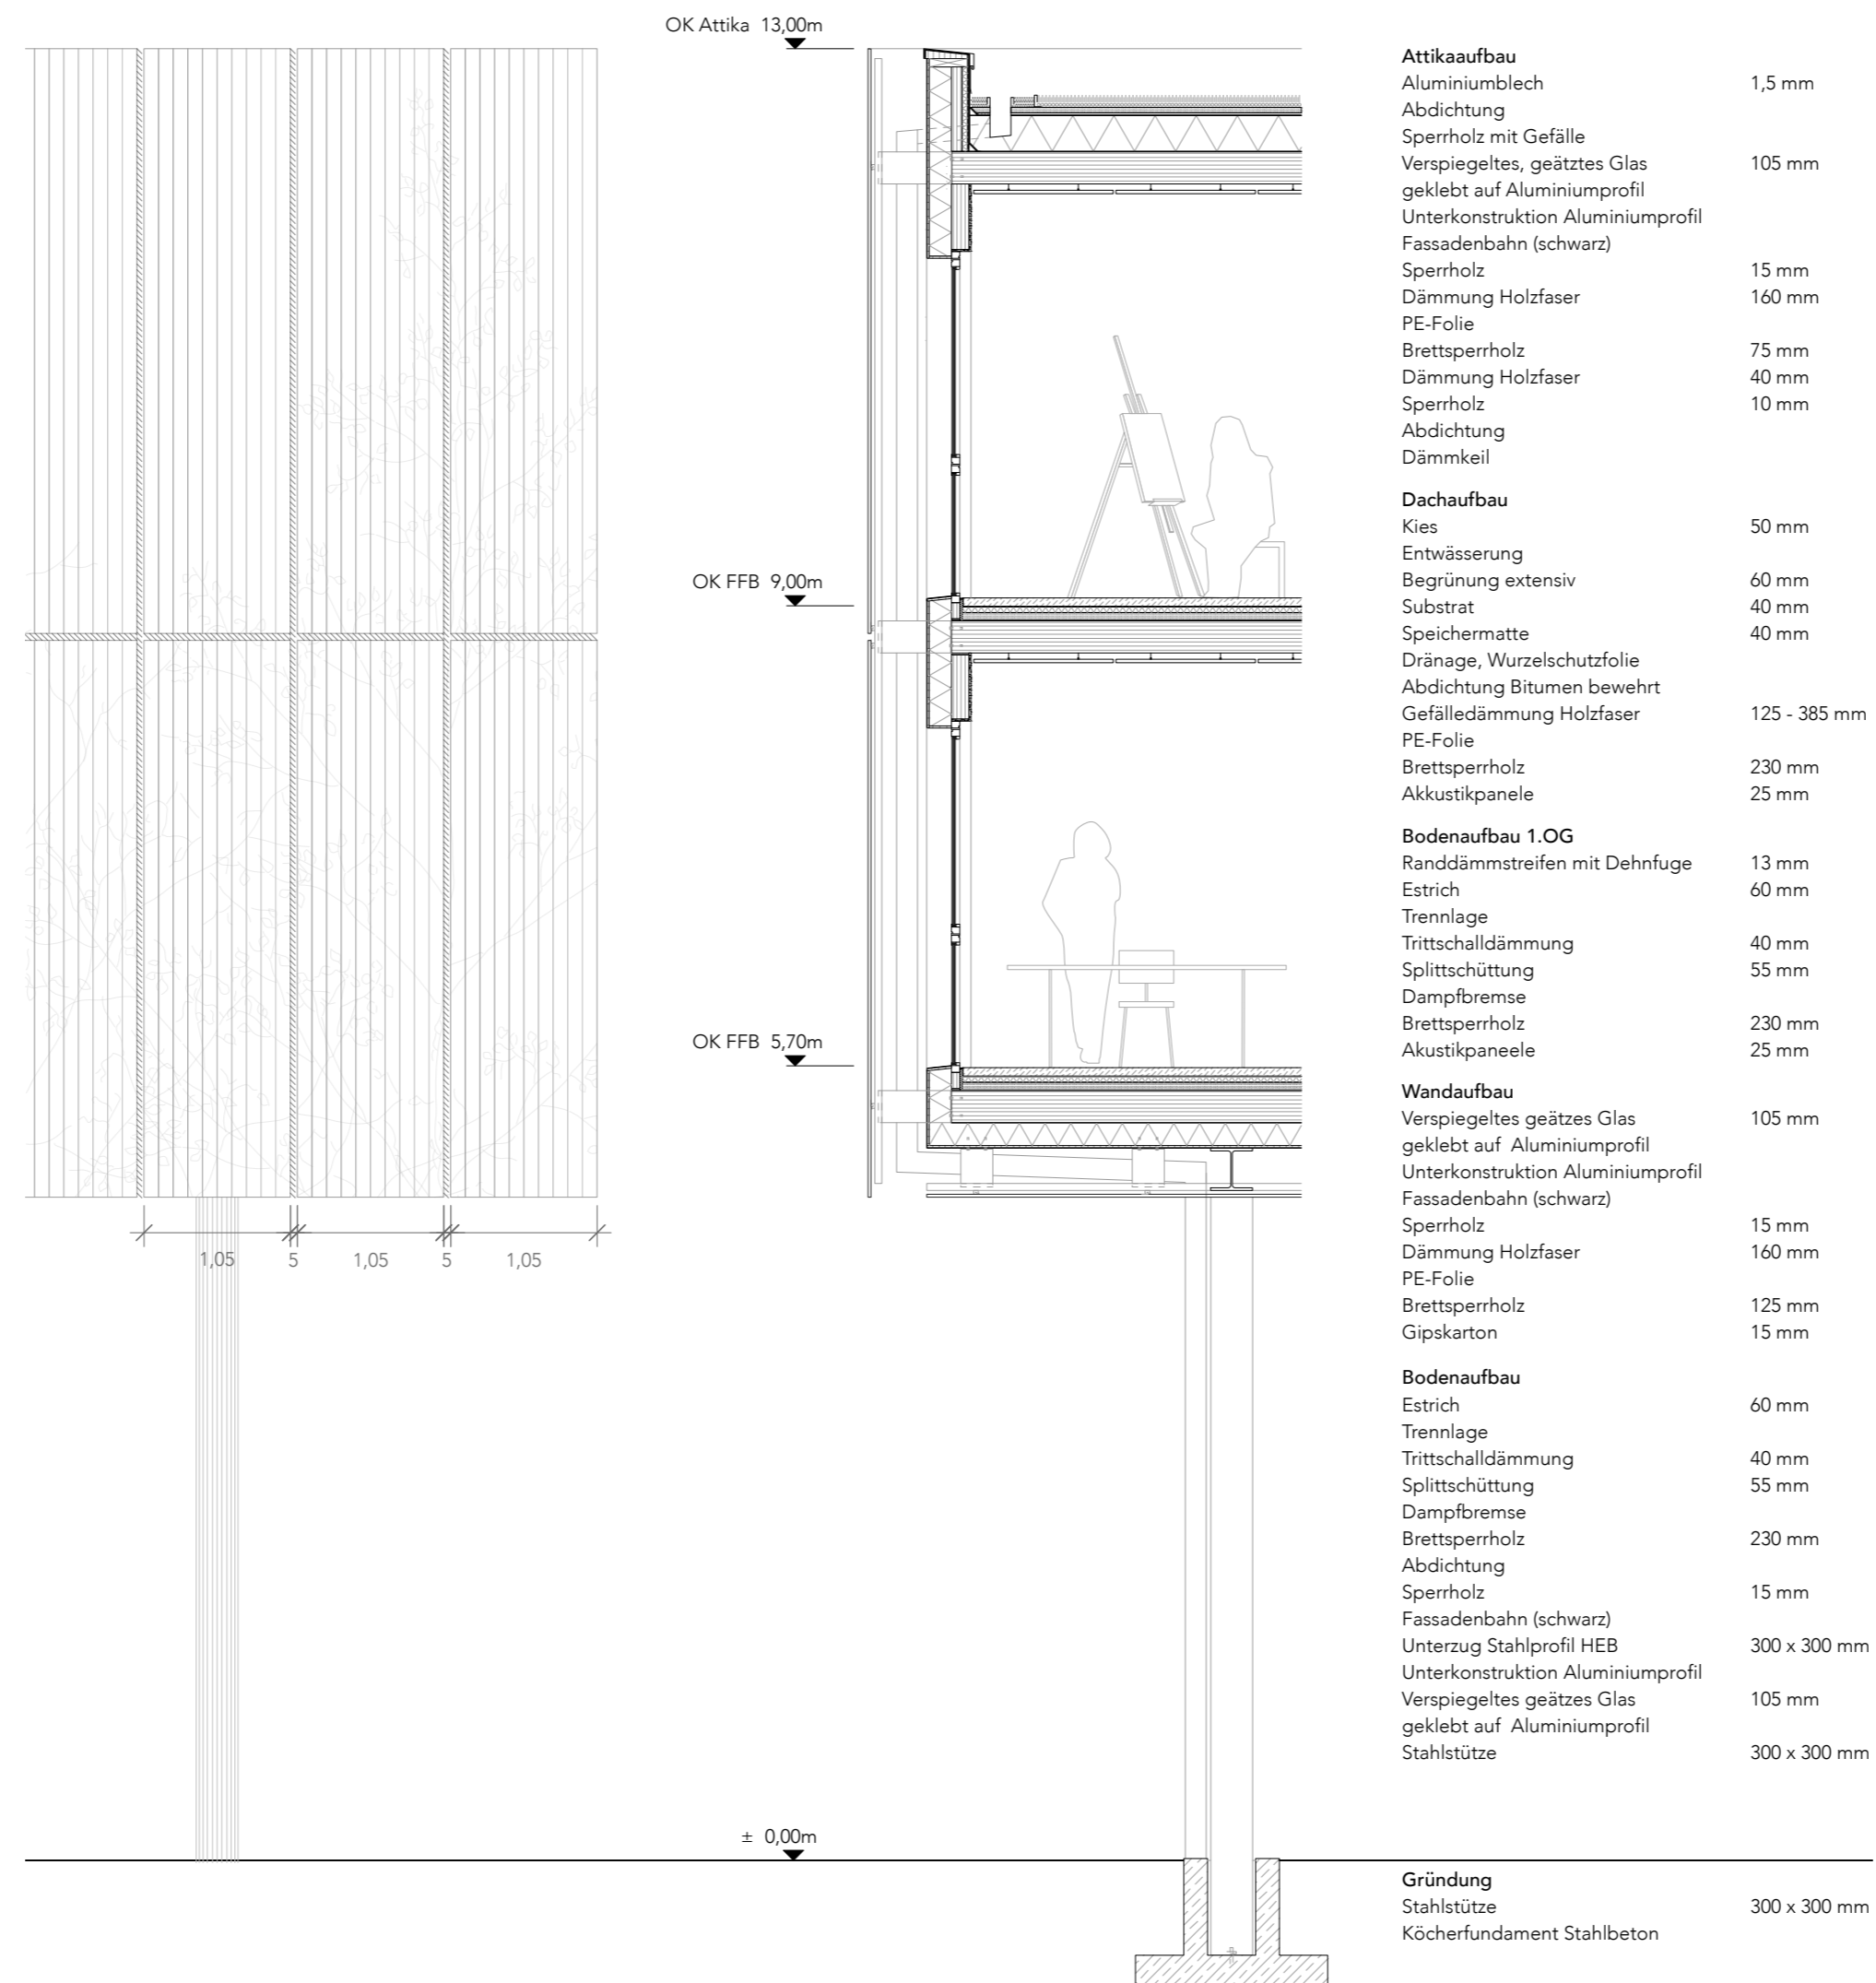 OK Attika 13,00m
OK FFB 9,00m
OK FFB 5,70m
± 0,00m
1,05 5 1,05 5 1,05
Attikaaufbau
Aluminiumblech 1,5 mm
Abdichtung
Sperrholz mit Gefälle
Verspiegeltes, geätztes Glas 105 mm
geklebt auf Aluminiumprofil
Unterkonstruktion Aluminiumprofil
Fassadenbahn (schwarz)
Sperrholz 15 mm
Dämmung Holzfaser 160 mm
PE-Folie
Brettsperrholz 75 mm
Dämmung Holzfaser 40 mm
Sperrholz 10 mm
Abdichtung
Dämmkeil
Dachaufbau
Kies 50 mm
Entwässerung
Begrünung extensiv 60 mm
Substrat 40 mm
Speichermatte 40 mm
Dränage, Wurzelschutzfolie
Abdichtung Bitumen bewehrt
Gefälledämmung Holzfaser 125 - 385 mm
PE-Folie
Brettsperrholz 230 mm
Akkustikpanele 25 mm
Bodenaufbau 1.OG
Randdämmstreifen mit Dehnfuge 13 mm
Estrich 60 mm
Trennlage
Trittschalldämmung 40 mm
Splittschüttung 55 mm
Dampfbremse
Brettsperrholz 230 mm
Akustikpaneele 25 mm
Wandaufbau
Verspiegeltes geätzes Glas 105 mm
geklebt auf Aluminiumprofil
Unterkonstruktion Aluminiumprofil
Fassadenbahn (schwarz)
Sperrholz 15 mm
Dämmung Holzfaser 160 mm
PE-Folie
Brettsperrholz 125 mm
Gipskarton 15 mm
Bodenaufbau
Estrich 60 mm
Trennlage
Trittschalldämmung 40 mm
Splittschüttung 55 mm
Dampfbremse
Brettsperrholz 230 mm
Abdichtung
Sperrholz 15 mm
Fassadenbahn (schwarz)
Unterzug Stahlprofil HEB 300 x 300 mm
Unterkonstruktion Aluminiumprofil
Verspiegeltes geätzes Glas 105 mm
geklebt auf Aluminiumprofil
Stahlstütze 300 x 300 mm
Gründung
Stahlstütze 300 x 300 mm
Köcherfundament Stahlbeton